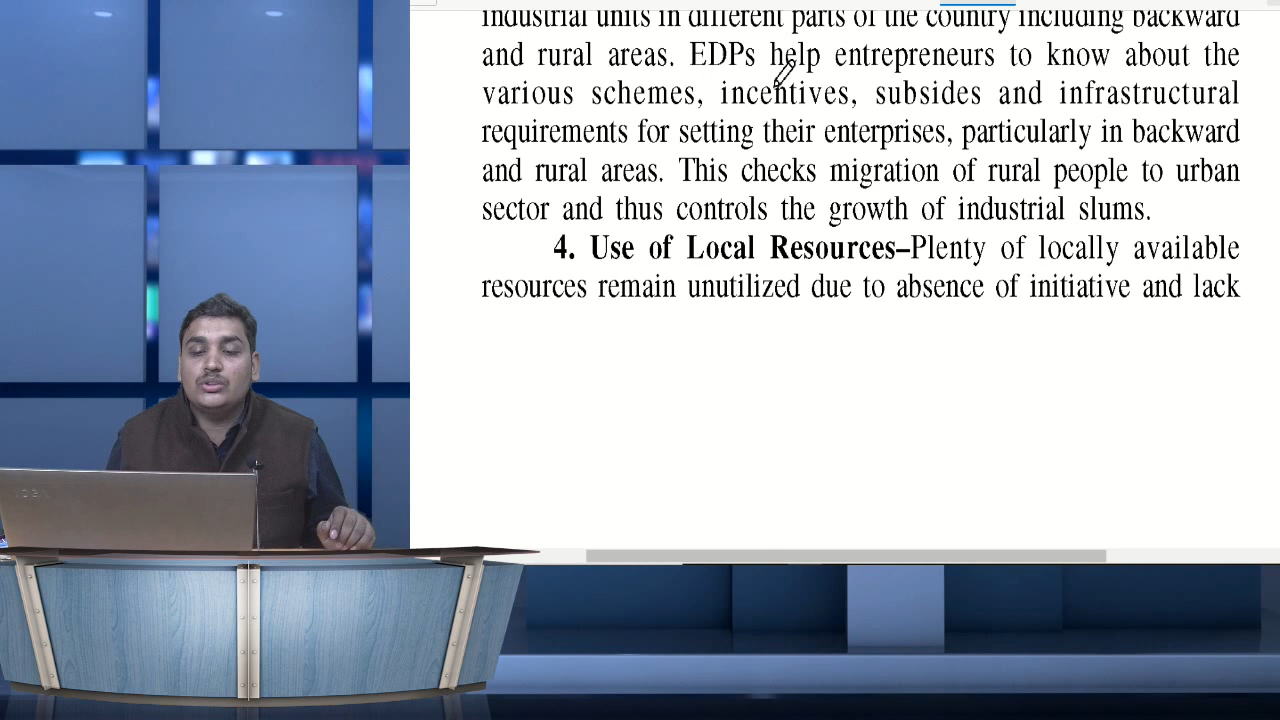 industrial units in different parts of the country including backward
and rural areas. EDPs help entrepreneurs to know about the
various schemes, incentives, subsides and infrastructural
requirements for setting their enterprises, particularly in backward
and rural areas. This checks migration of rural people to urban
sector and thus controls the growth of industrial slums.
4. Use of Local Resources–Plenty of locally available
resources remain unutilized due to absence of initiative and lack